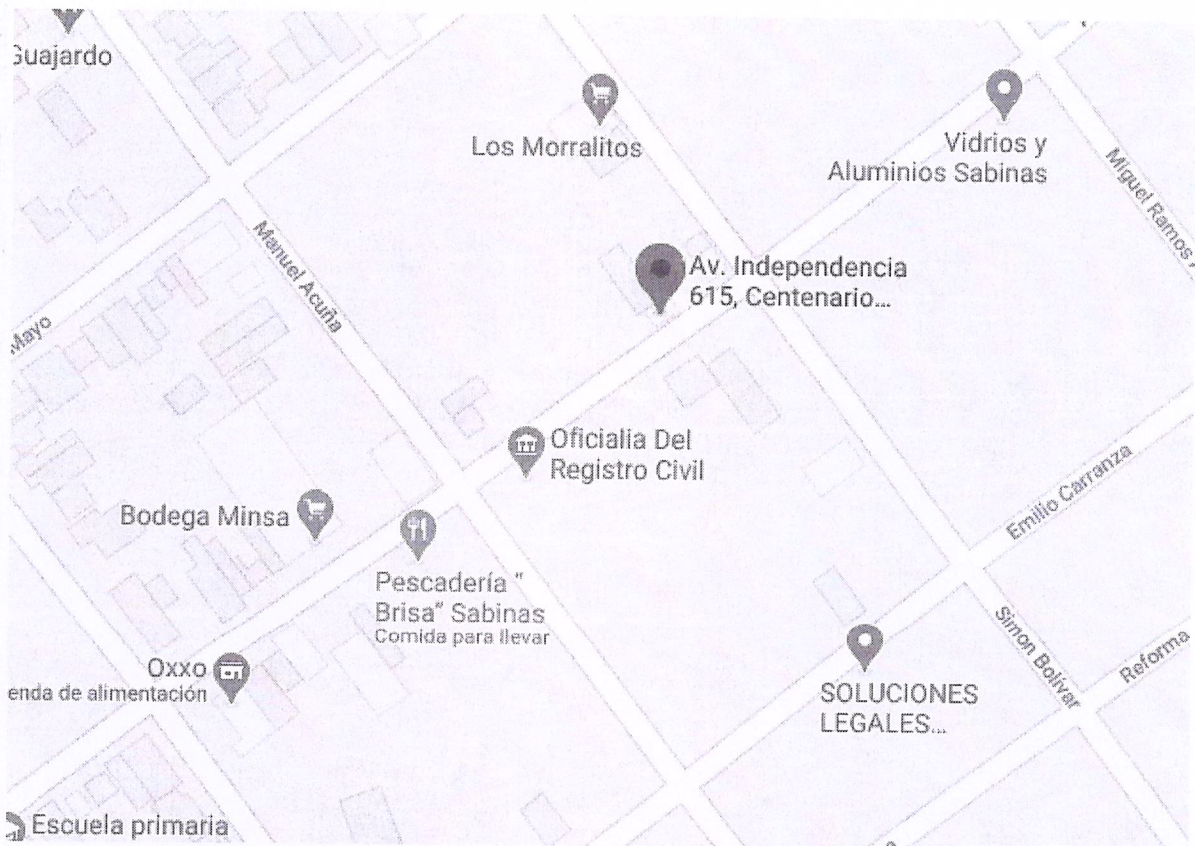 Guajardo
Los Morralitos
Vidrios y
Aluminios Sabinas
Miguel Ramos
Manuel Acuña
Av. Independencia
615, Centenario...
Mayo
Oficialia Del
Registro Civil
Bodega Minsa
Emilio Carranza
Pescadería "
Brisa" Sabinas
Comida para llevar
Simon Bolívar
Reforma
Oxxo
enda de alimentación
SOLUCIONES
LEGALES...
Escuela primaria